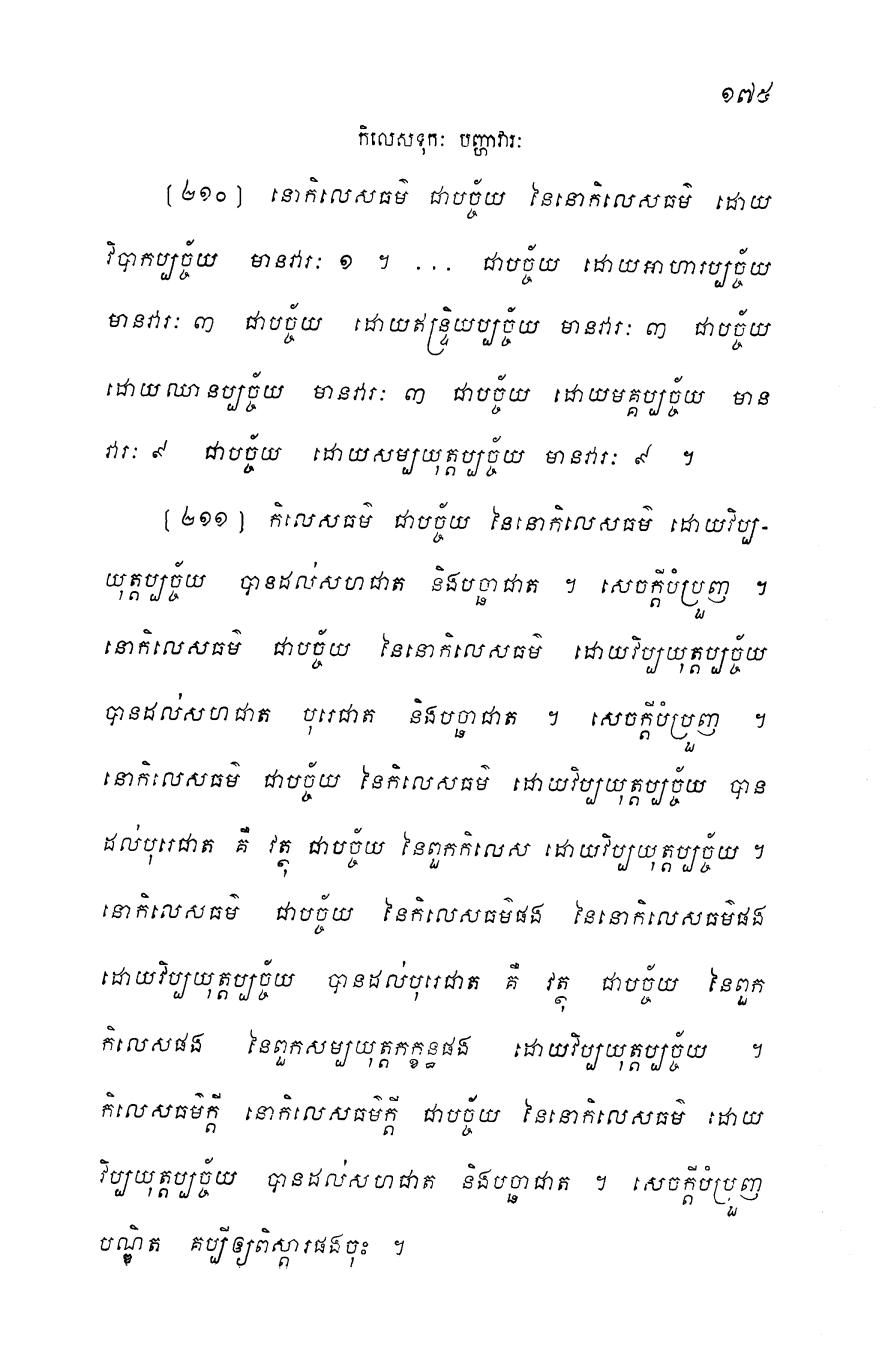 ១៧៥
កិលេសទុកៈ បញ្ហាវារៈ
[២១០] នោកិលេសធម៌ ជាបច្ច័យ នៃនោកិលេសធម៌ ដោយ
វិបាកប្បច្ច័យ មានវារៈ ១ ។ ... ជាបច្ច័យ ដោយអាហារប្បច្ច័យ
មានវារៈ ៣ ជាបច្ច័យ ដោយឥន្ទ្រិយប្បច្ច័យ មានវារៈ ៣ ជាបច្ច័យ
ដោយឈានប្បច្ច័យ មានវារៈ ៣ ជាបច្ច័យ ដោយមគ្គប្បច្ច័យ មាន
វារៈ ៩ ជាបច្ច័យ ដោយសម្បយុត្តប្បច្ច័យ មានវារៈ ៩ ។
[២១១] កិលេសធម៌ ជាបច្ច័យ នៃនោកិលេសធម៌ ដោយវិប្ប-
យុត្តប្បច្ច័យ បានដល់សហជាត និងបច្ឆាជាត ។ សេចក្តីបំប្រួញ ។
នោកិលេសធម៌ ជាបច្ច័យ នៃនោកិលេសធម៌ ដោយវិប្បយុត្តប្បច្ច័យ
បានដល់សហជាត បុរេជាត និងបច្ឆាជាត ។ សេចក្តីបំប្រួញ ។
នោកិលេសធម៌ ជាបច្ច័យ នៃកិលេសធម៌ ដោយវិប្បយុត្តប្បច្ច័យ បាន
ដល់បុរេជាត គឺ វត្ថុ ជាបច្ច័យ នៃពួកកិលេស ដោយវិប្បយុត្តប្បច្ច័យ ។
នោកិលេសធម៌ ជាបច្ច័យ នៃកិលេសធម៌ផង នៃនោកិលេសធម៌ផង
ដោយវិប្បយុត្តប្បច្ច័យ បានដល់បុរេជាត គឺ វត្ថុ ជាបច្ច័យ នៃពួក
កិលេសផង នៃពួកសម្បយុត្តកក្ខន្ធផង ដោយវិប្បយុត្តប្បច្ច័យ ។
កិលេសធម៌ក្តី នោកិលេសធម៌ក្តី ជាបច្ច័យ នៃនោកិលេសធម៌ ដោយ
វិប្បយុត្តប្បច្ច័យ បានដល់សហជាត និងបច្ឆាជាត ។ សេចក្តីបំប្រួញ
បណ្ឌិត គប្បីឲ្យពិស្តារផងចុះ ។